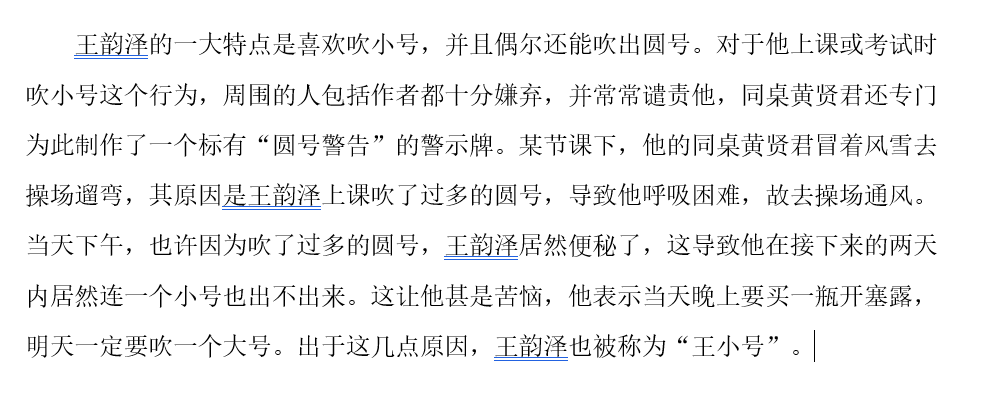 王韵泽的一大特点是喜欢吹小号，并且偶尔还能吹出圆号。对于他上课或考试时
吹小号这个行为，周围的人包括作者都十分嫌弃，并常常谴责他，同桌黄贤君还专门
为此制作了一个标有“圆号警告”的警示牌。某节课下，他的同桌黄贤君冒着风雪去
操场遛弯，其原因是王韵泽上课吹了过多的圆号，导致他呼吸困难，故去操场通风。
当天下午，也许因为吹了过多的圆号，王韵泽居然便秘了，这导致他在接下来的两天
内居然连一个小号也出不出来。这让他甚是苦恼，他表示当天晚上要买一瓶开塞露，
明天一定要吹一个大号。出于这几点原因，王韵泽也被称为“王小号”。